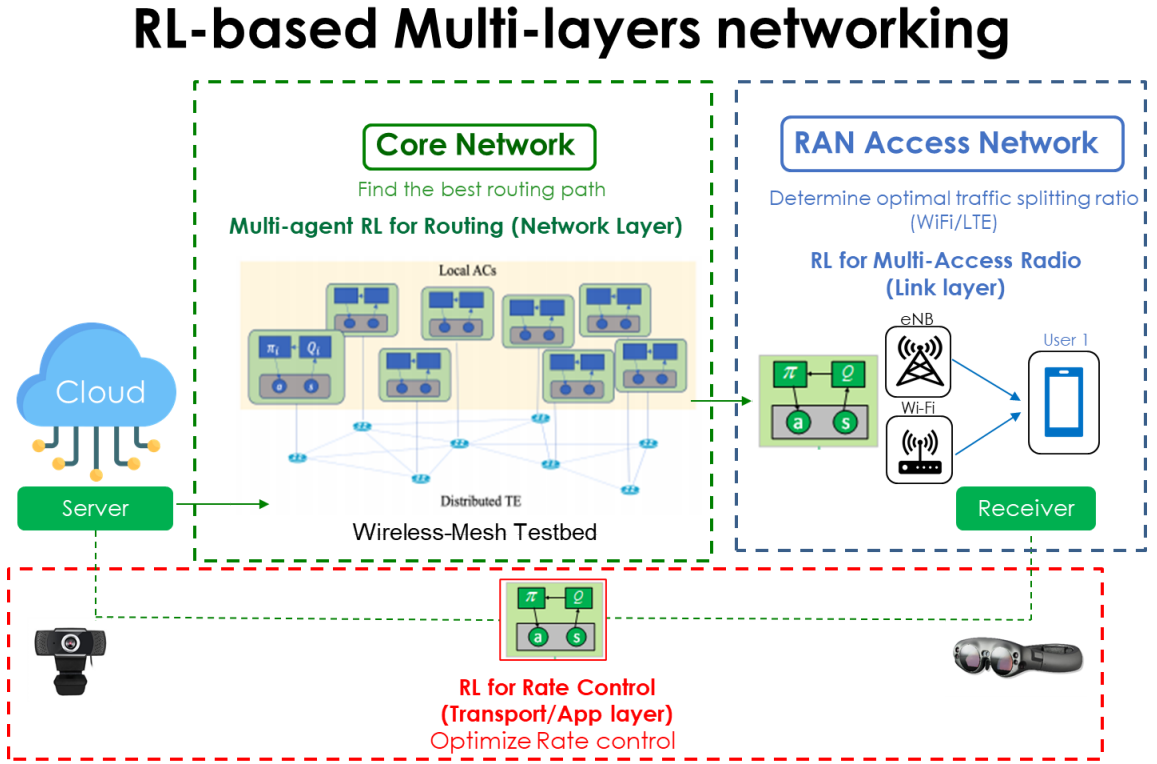 RL-based Multi-layers networking
Core Network
Find the best routing path
Multi-agent RL for Routing (Network Layer)
Local ACs
πi Qi
a s
Distributed TE
Wireless-Mesh Testbed
RAN Access Network
Determine optimal traffic splitting ratio
(WiFi/LTE)
RL for Multi-Access Radio
(Link layer)
eNB
User 1
π Q
a s
Wi-Fi
Receiver
Cloud
Server
π Q
a s
RL for Rate Control
(Transport/App layer)
Optimize Rate control